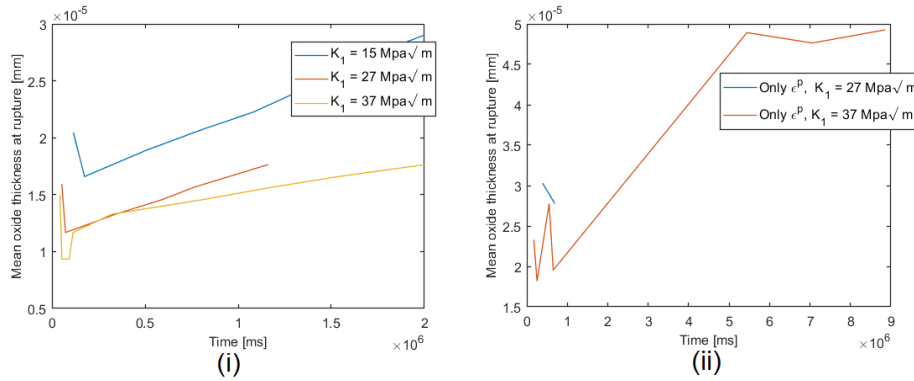 ×10⁻⁵
3
2.5
2
1.5
1
0.5
Mean oxide thickness at rupture [mm]
K₁ = 15 Mpa√ m
K₁ = 27 Mpa√ m
K₁ = 37 Mpa√ m
0 0.5 1 1.5 2
Time [ms]
×10⁶
(i)
×10⁻⁵
5
4.5
4
3.5
3
2.5
2
1.5
Mean oxide thickness at rupture [mm]
Only ϵᵖ, K₁ = 27 Mpa√ m
Only ϵᵖ, K₁ = 37 Mpa√ m
0 1 2 3 4 5 6 7 8 9
Time [ms]
×10⁶
(ii)